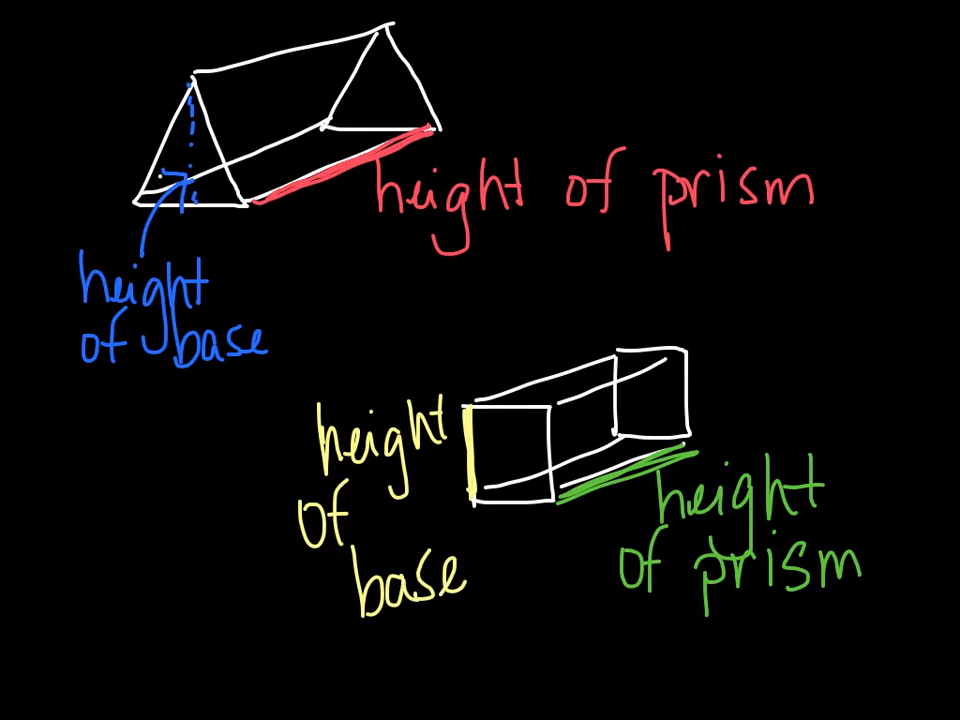 height of prism
height
of base
height
of
base
height
of prism